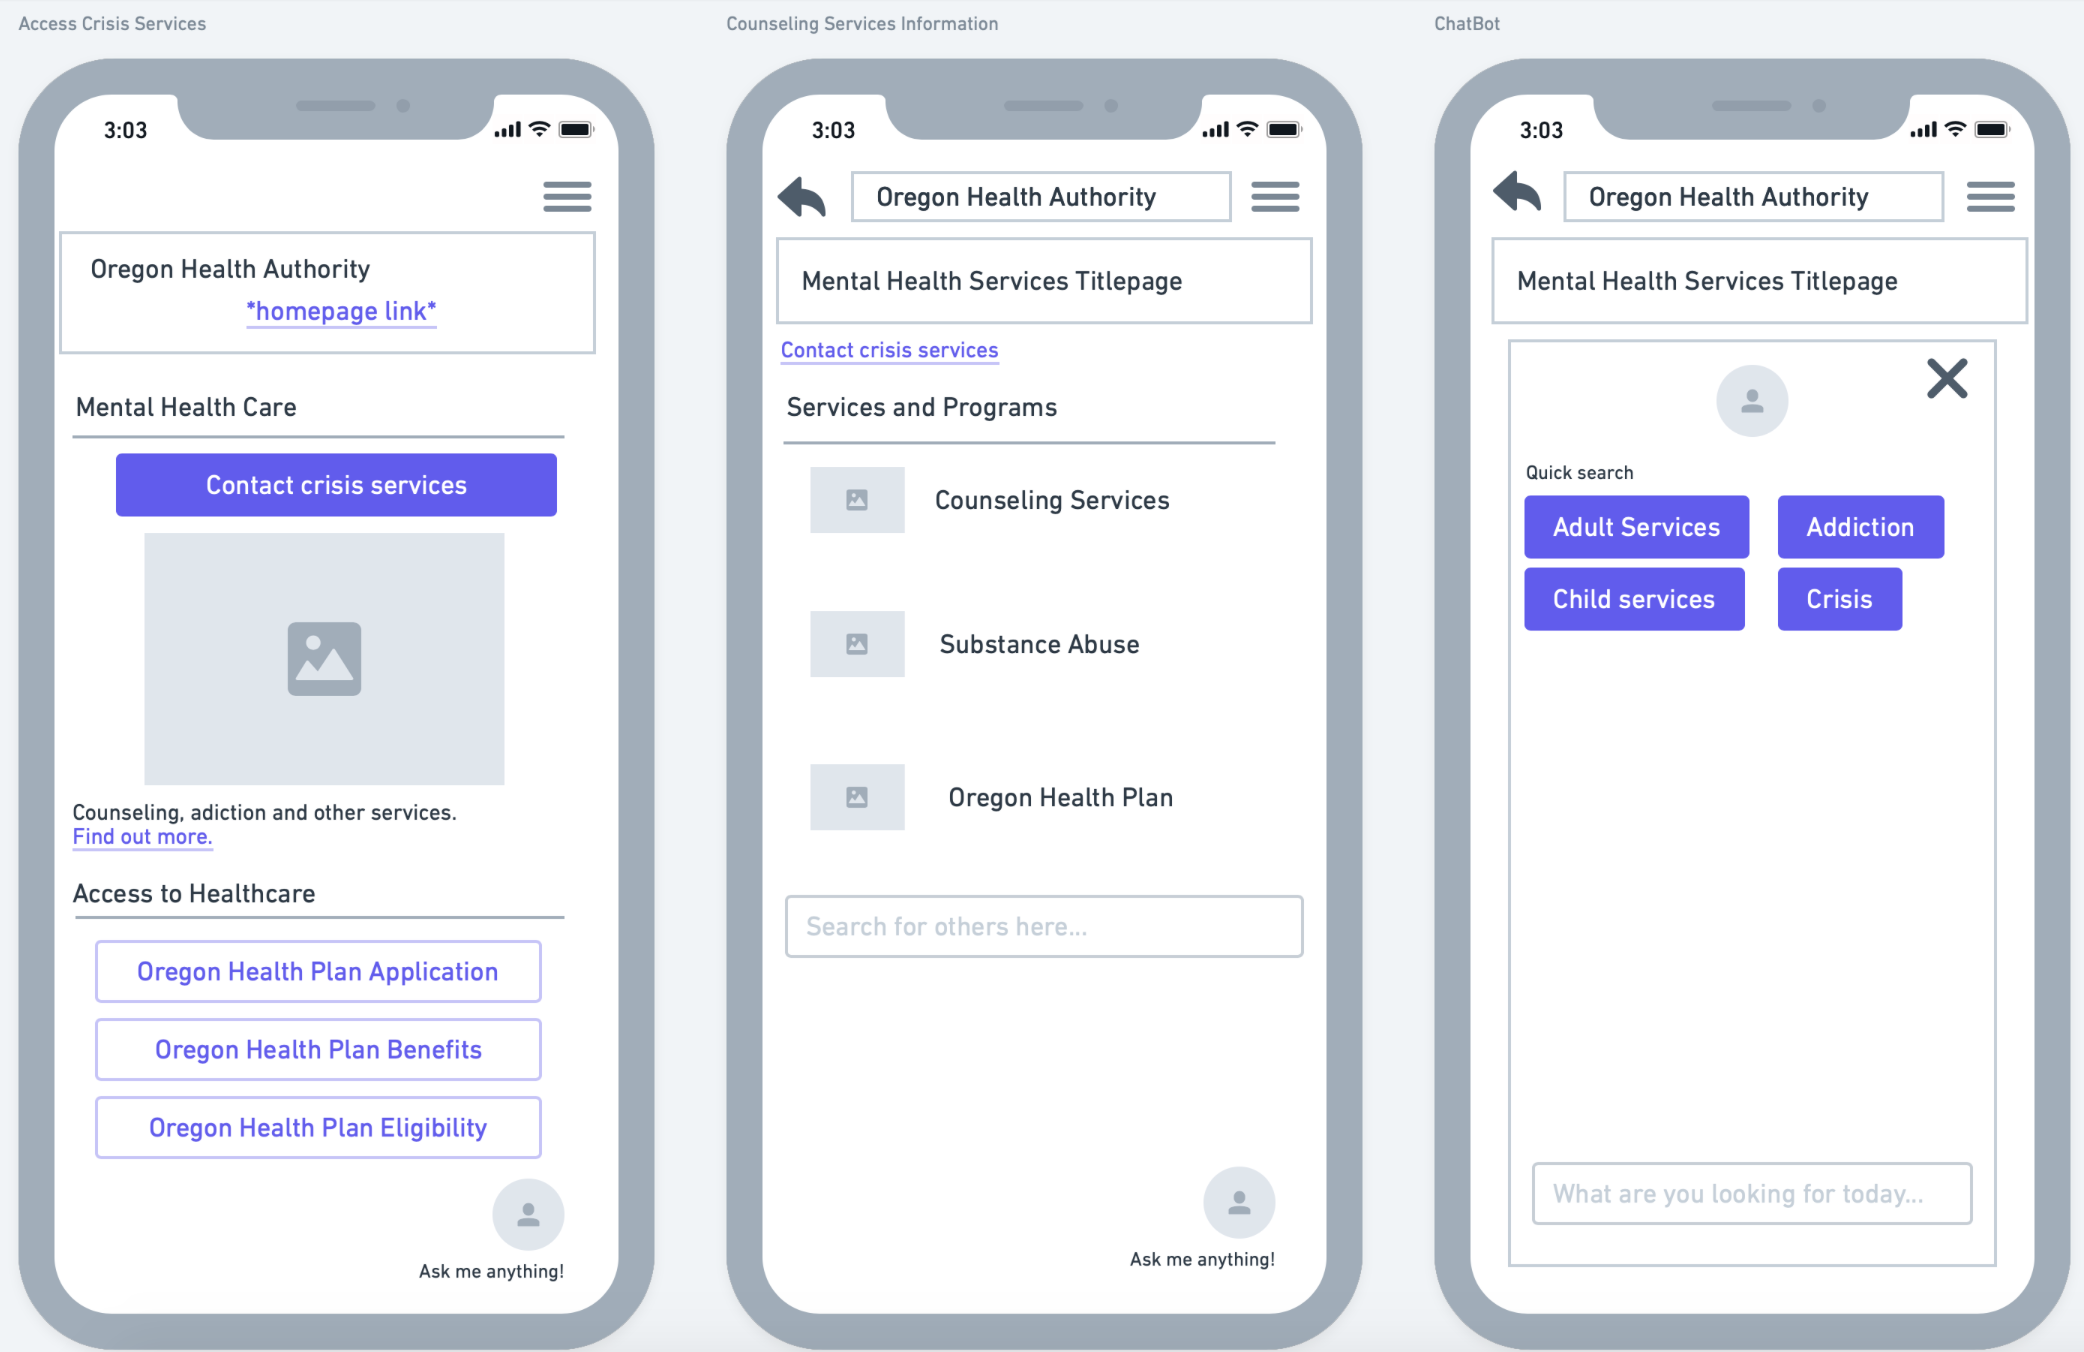 Access Crisis Services
3:03
Oregon Health Authority
*homepage link*
Mental Health Care
Contact crisis services
Counseling, adiction and other services.
Find out more.
Access to Healthcare
Oregon Health Plan Application
Oregon Health Plan Benefits
Oregon Health Plan Eligibility
Ask me anything!
Counseling Services Information
3:03
Oregon Health Authority
Mental Health Services Titlepage
Contact crisis services
Services and Programs
Counseling Services
Substance Abuse
Oregon Health Plan
Search for others here...
Ask me anything!
ChatBot
3:03
Oregon Health Authority
Mental Health Services Titlepage
Quick search
Adult Services
Addiction
Child services
Crisis
What are you looking for today...